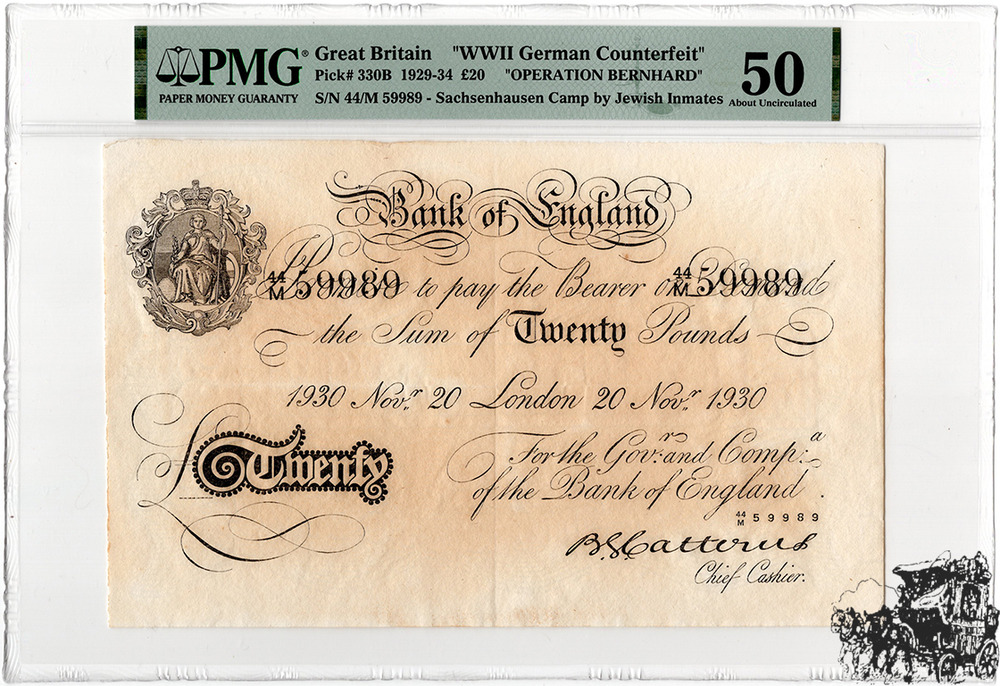 PMG® Great Britain "WWII German Counterfeit" 50
Pick# 330B 1929-34 £20 "OPERATION BERNHARD"
PAPER MONEY GUARANTY S/N 44/M 59989 - Sachsenhausen Camp by Jewish Inmates About Uncirculated
Bank of England
44/M 59989 Promise to pay the Bearer on Demand 44/M 59989
the Sum of Twenty Pounds
1930 Novr. 20 London 20 Novr. 1930
For the Govr: and Compa:
£ Twenty
of the Bank of England.
44/M 59989
B.G.Catterns
Chief Cashier.